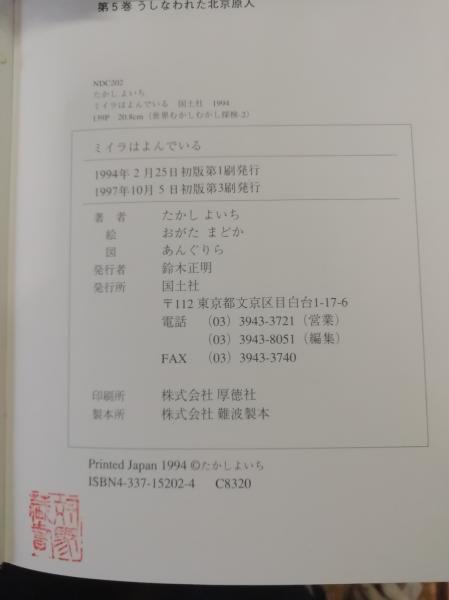 第5巻 うしなわれた北京原人
NDC202
たかし よいち
ミイラはよんでいる 国土社 1994
139P 20.8cm（世界むかしむかし探検-2）
ミイラはよんでいる
1994年 2月25日初版第1刷発行
1997年10月 5日初版第3刷発行
著 者 たかし よいち
絵 おがた まどか
図 あんぐりら
発行者 鈴木正明
発行所 国土社
〒112 東京都文京区目白台1-17-6
電話 （03）3943-3721（営業）
（03）3943-8051（編集）
FAX （03）3943-3740
印刷所 株式会社 厚徳社
製本所 株式会社 難波製本
Printed Japan 1994 ©たかしよいち
ISBN4-337-15202-4 C8320